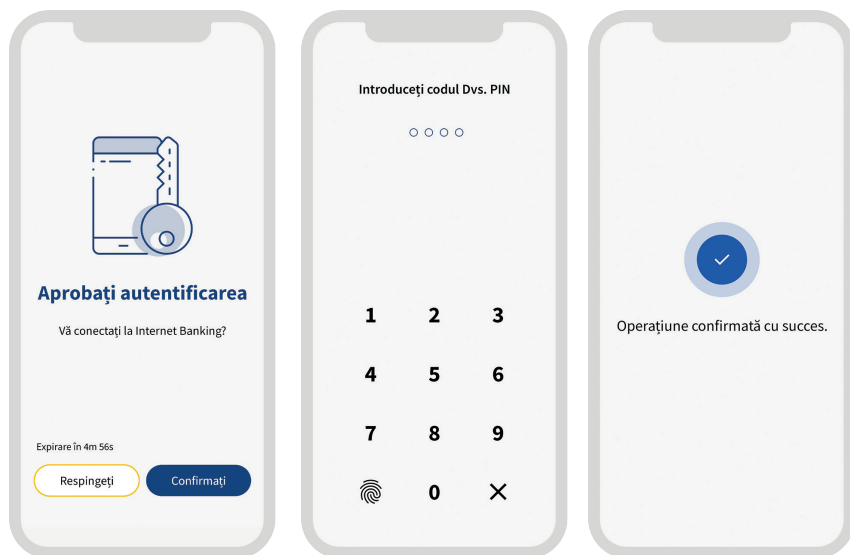 Aprobați autentificarea
Vă conectați la Internet Banking?
Expirare în 4m 56s
Respingeți
Confirmați
Introduceți codul Dvs. PIN
1 2 3
4 5 6
7 8 9
0
Operațiune confirmată cu succes.